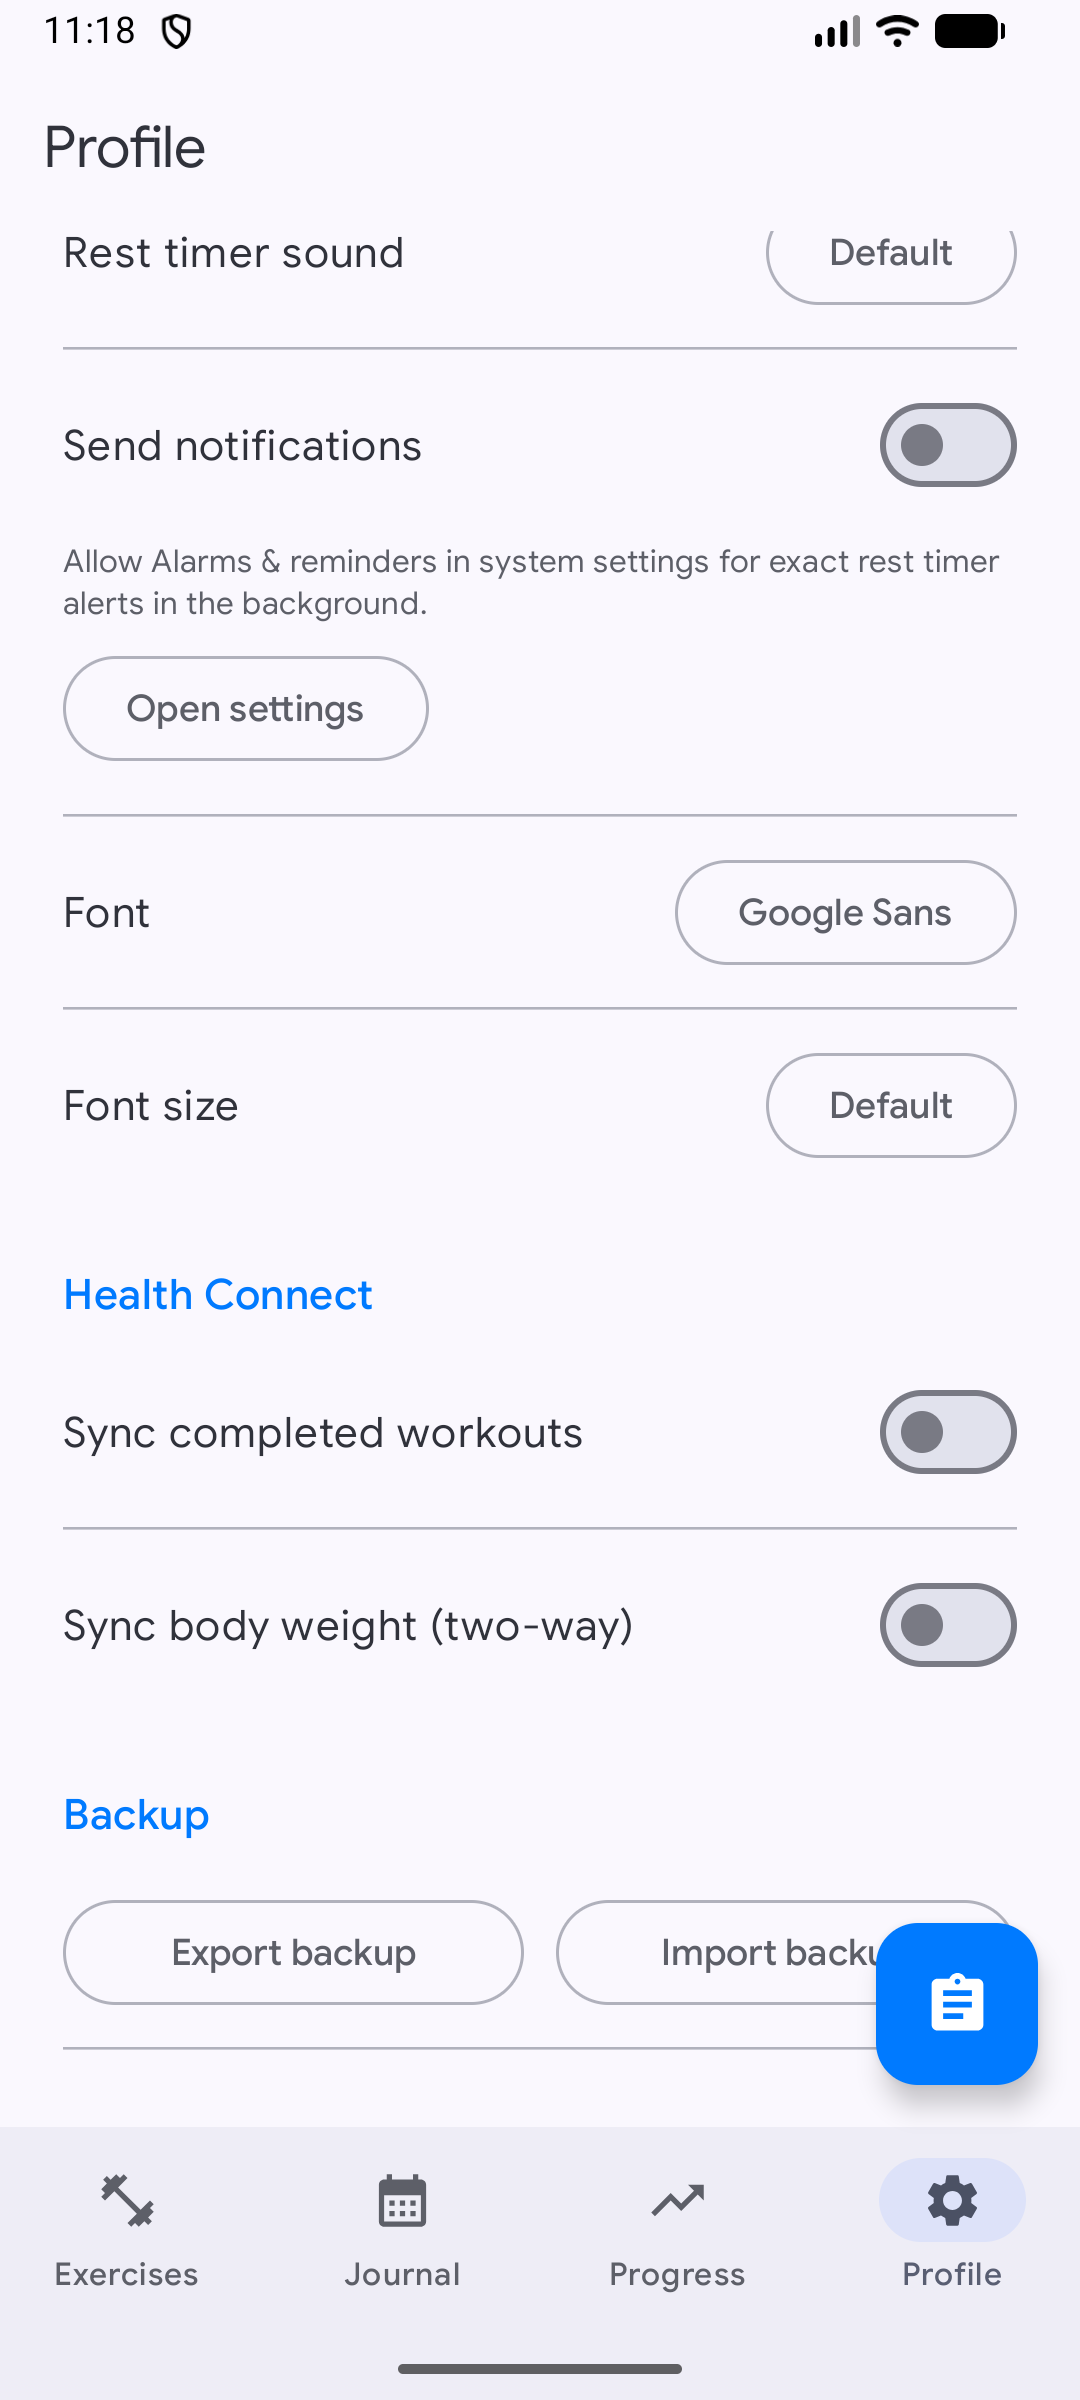 11:18
Profile
Rest timer sound
Default
Send notifications
Allow Alarms & reminders in system settings for exact rest timer
alerts in the background.
Open settings
Font
Google Sans
Font size
Default
Health Connect
Sync completed workouts
Sync body weight (two-way)
Backup
Export backup
Import backu
Exercises
Journal
Progress
Profile